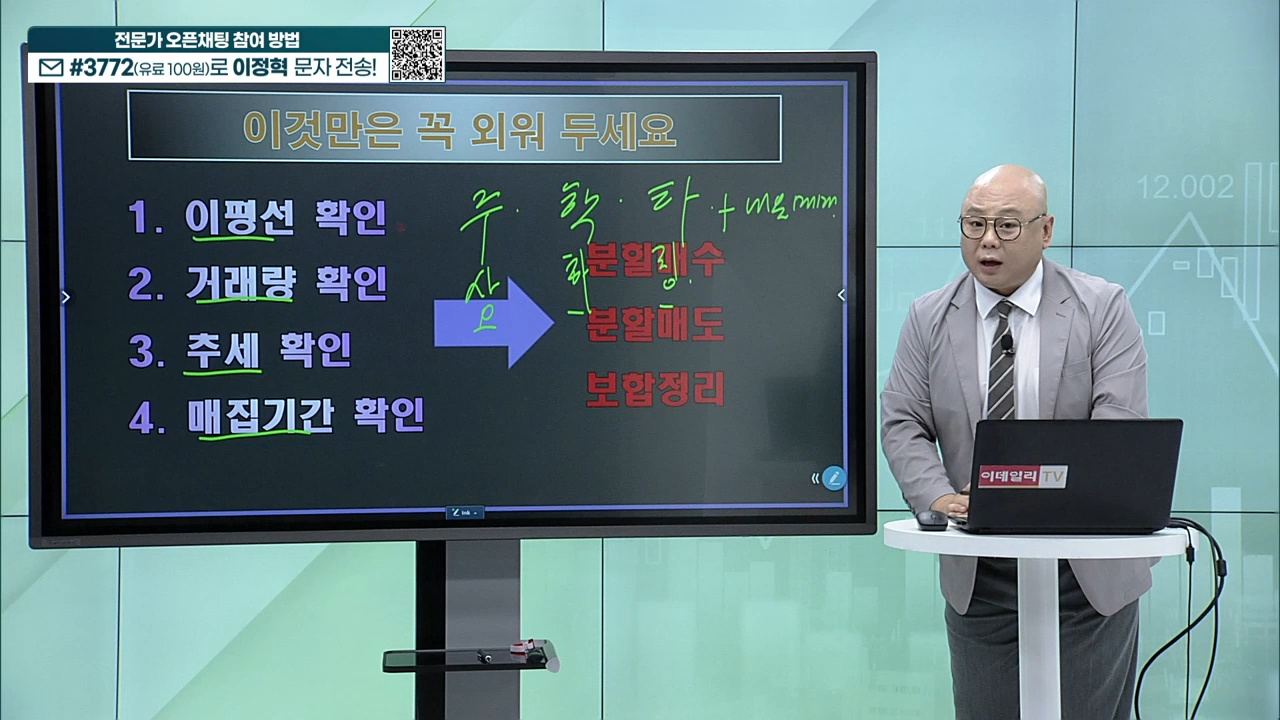 전문가 오픈채팅 참여 방법
#3772(유료 100원)로 이정혁 문자 전송!
이것만은 꼭 외워 두세요
1. 이평선 확인
2. 거래량 확인
3. 추세 확인
4. 매집기간 확인
주 · 학 · 타 · +
분할매수
분할매도
보합정리
12.002
이데일리TV
Ink